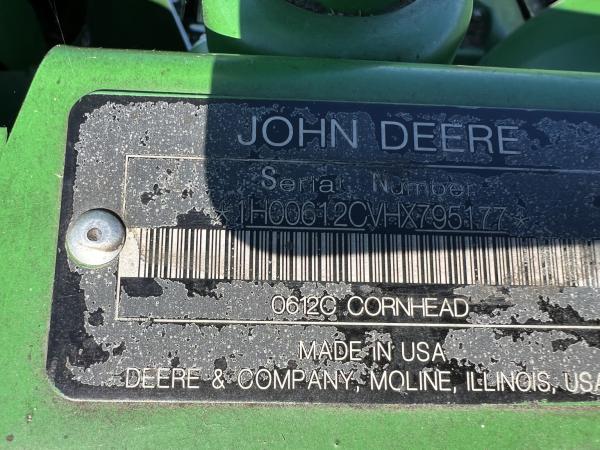 JOHN DEERE
Serial Number
*1H00612CVHX795177*
0612C CORNHEAD
MADE IN USA
DEERE & COMPANY, MOLINE, ILLINOIS, USA